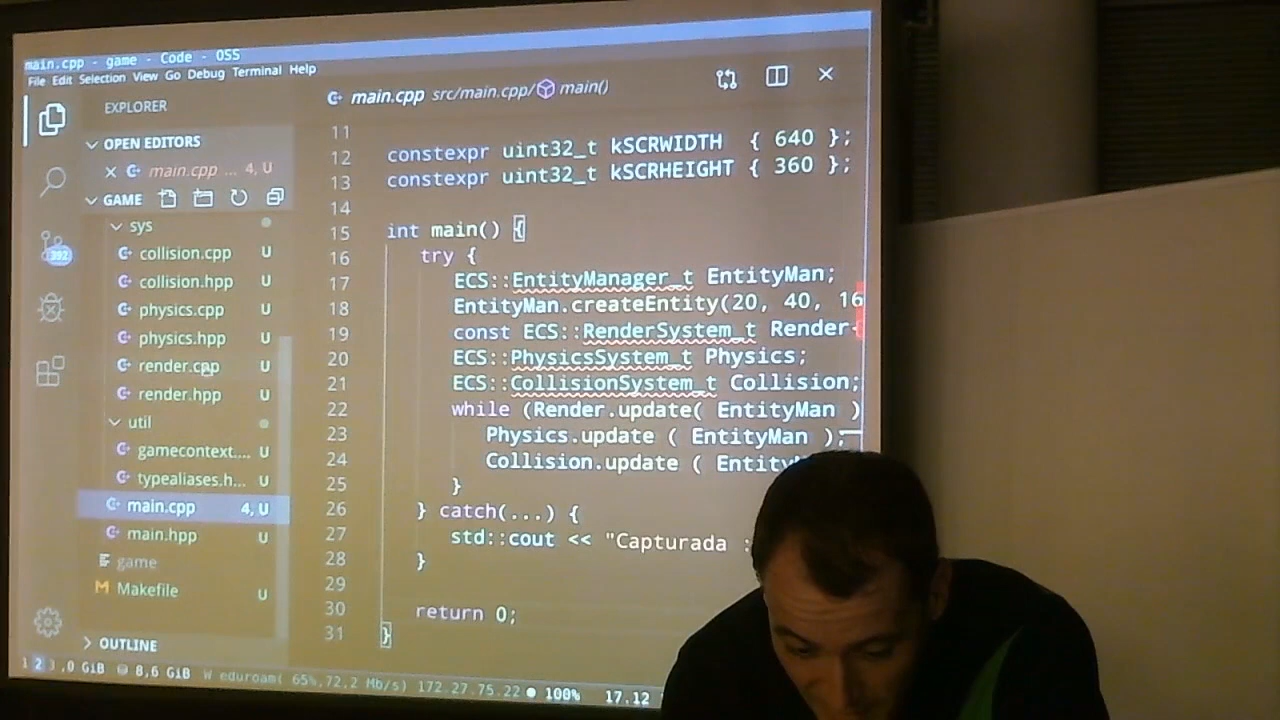 main.cpp - game - Code - OSS
File Edit Selection View Go Debug Terminal Help
EXPLORER
OPEN EDITORS
main.cpp ... 4, U
GAME
sys
collision.cpp U
collision.hpp U
physics.cpp U
physics.hpp U
render.cpp U
render.hpp U
util
gamecontext.... U
typealiases.h... U
main.cpp 4, U
main.hpp U
game
Makefile U
OUTLINE
392
main.cpp src/main.cpp/ main()
11
12 constexpr uint32_t kSCRWIDTH { 640 };
13 constexpr uint32_t kSCRHEIGHT { 360 };
14
15 int main() {
16 try {
17 ECS::EntityManager_t EntityMan;
18 EntityMan.createEntity(20, 40, 16
19 const ECS::RenderSystem_t Render
20 ECS::PhysicsSystem_t Physics;
21 ECS::CollisionSystem_t Collision;
22 while (Render.update( EntityMan )
23 Physics.update ( EntityMan );
24 Collision.update (
25 }
26 } catch(...) {
27 std::cout << "Capturada
28 }
29
30 return 0;
31 }
1 2 3 ,0 GiB 8,6 GiB W eduroam( 65%,72,2 Mb/s) 172.27.75.22 100% 17.12